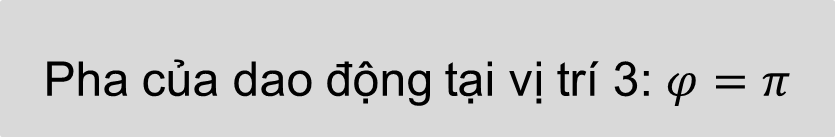 Pha của dao động tại vị trí 3: φ = π